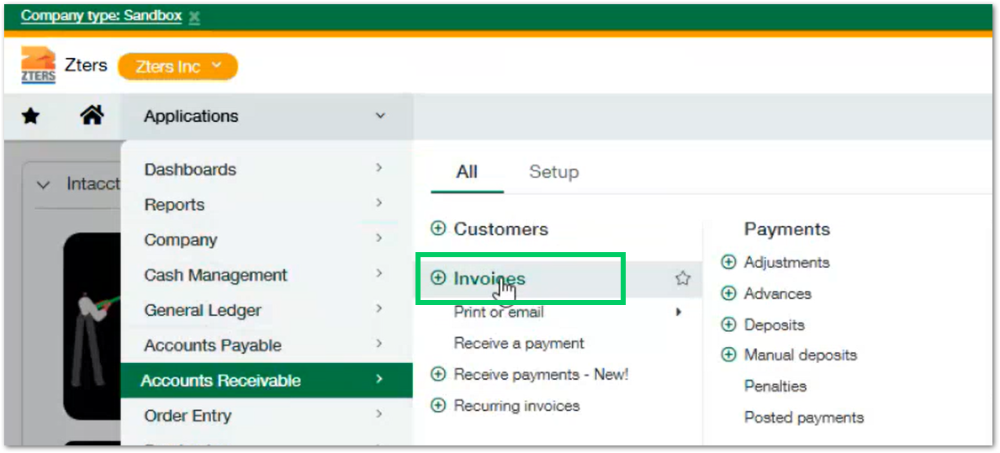 Company type: Sandbox x
ZTERS
Zters
Zters Inc
Applications
Intacct
Dashboards
Reports
Company
Cash Management
General Ledger
Accounts Payable
Accounts Receivable
Order Entry
All
Setup
Customers
Invoices
Print or email
Receive a payment
Receive payments - New!
Recurring invoices
Payments
Adjustments
Advances
Deposits
Manual deposits
Penalties
Posted payments